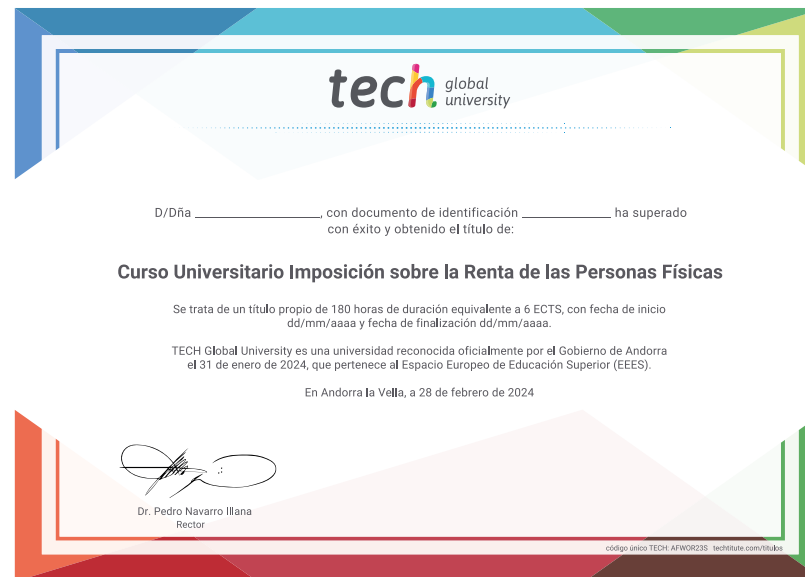 tech global university
D/Dña ____________________, con documento de identificación ______________ ha superado
con éxito y obtenido el título de:
Curso Universitario Imposición sobre la Renta de las Personas Físicas
Se trata de un título propio de 180 horas de duración equivalente a 6 ECTS, con fecha de inicio
dd/mm/aaaa y fecha de finalización dd/mm/aaaa.
TECH Global University es una universidad reconocida oficialmente por el Gobierno de Andorra
el 31 de enero de 2024, que pertenece al Espacio Europeo de Educación Superior (EEES).
En Andorra la Vella, a 28 de febrero de 2024
Dr. Pedro Navarro Illana
Rector
código único TECH: AFWOR23S techtitute.com/titulos